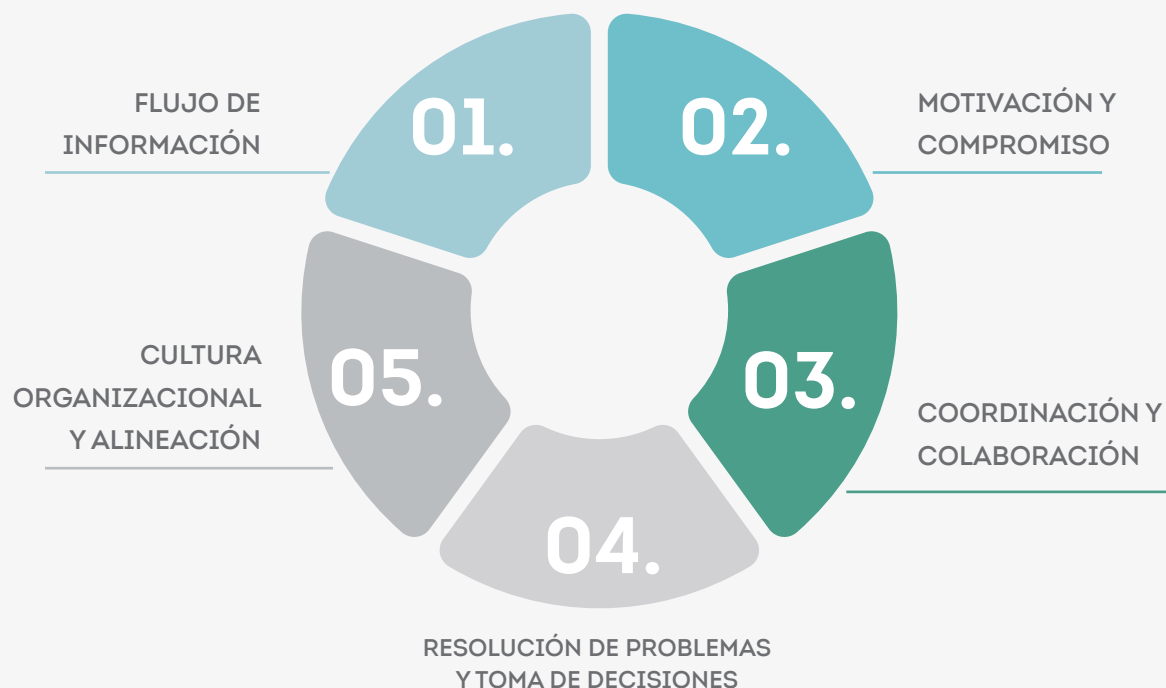 01.
FLUJO DE
INFORMACIÓN
02.
MOTIVACIÓN Y
COMPROMISO
03.
COORDINACIÓN Y
COLABORACIÓN
04.
RESOLUCIÓN DE PROBLEMAS
Y TOMA DE DECISIONES
05.
CULTURA
ORGANIZACIONAL
Y ALINEACIÓN